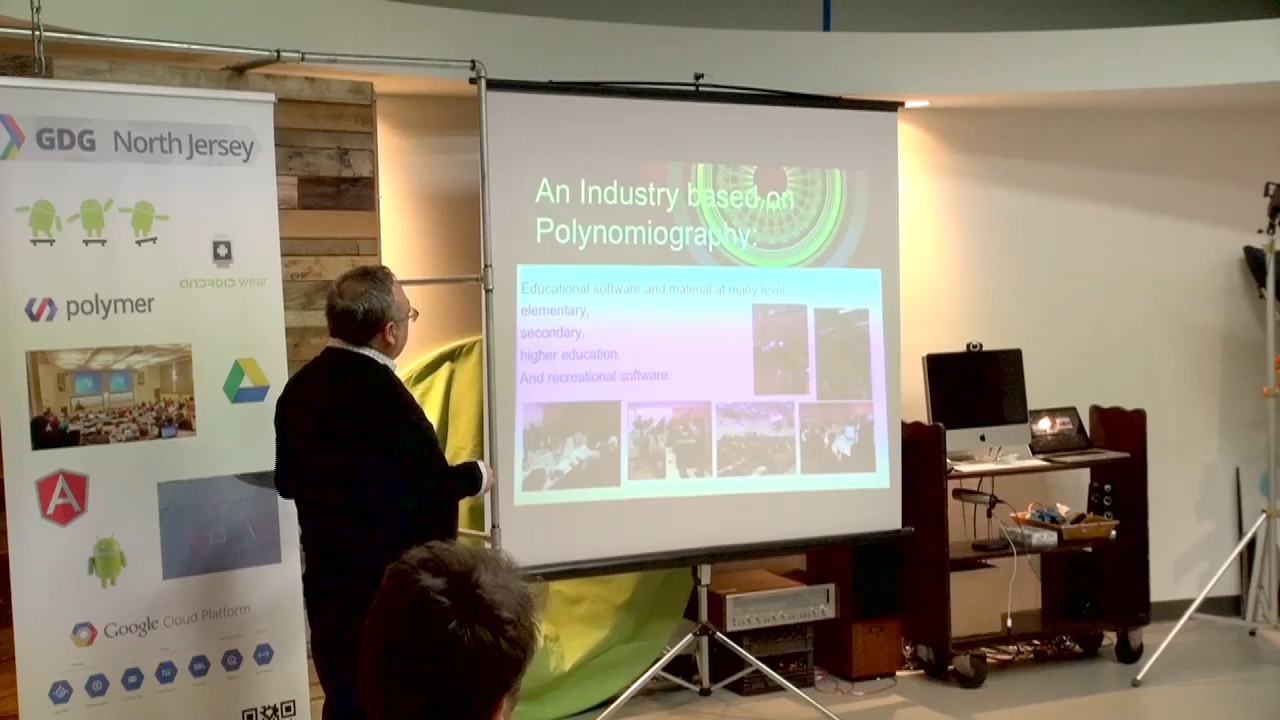 GDG North Jersey
android wear
polymer
Google Cloud Platform
An Industry based on
Polynomiography:
Educational software and material at many level
elementary,
secondary,
higher education.
And recreational software.